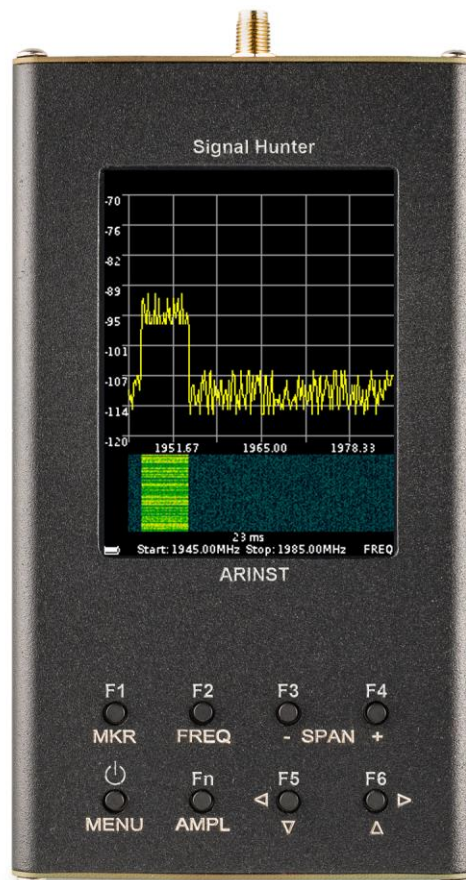 Signal Hunter
-70
-76
-82
-89
-95
-101
-107
-114
-120
1951.67 1965.00 1978.33
23 ms
Start: 1945.00MHz Stop: 1985.00MHz FREQ
ARINST
F1 F2 F3 F4
MKR FREQ - SPAN +
Fn F5 F6
MENU AMPL